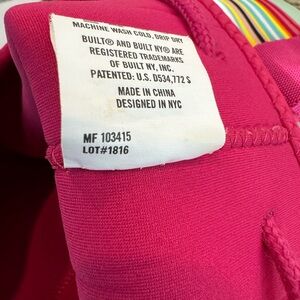 MACHINE WASH COLD, DRIP DRY
BUILT® AND BUILT NY® ARE
REGISTERED TRADEMARKS
OF BUILT NY, INC.
PATENTED: U.S. D534,772 S
MADE IN CHINA
DESIGNED IN NYC
MF 103415
LOT#1816